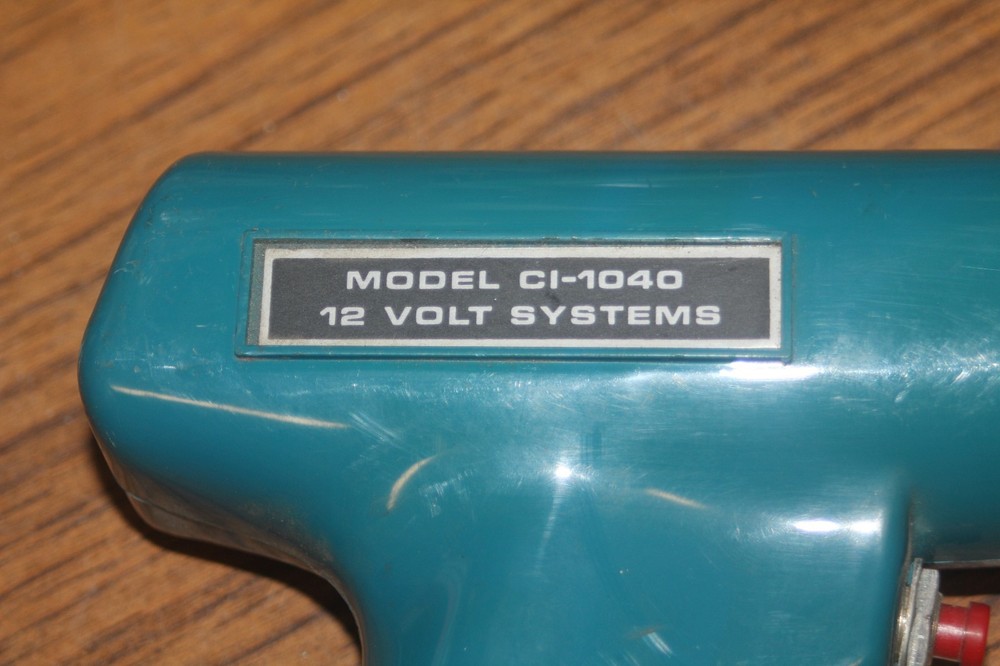 MODEL CI-1040
12 VOLT SYSTEMS